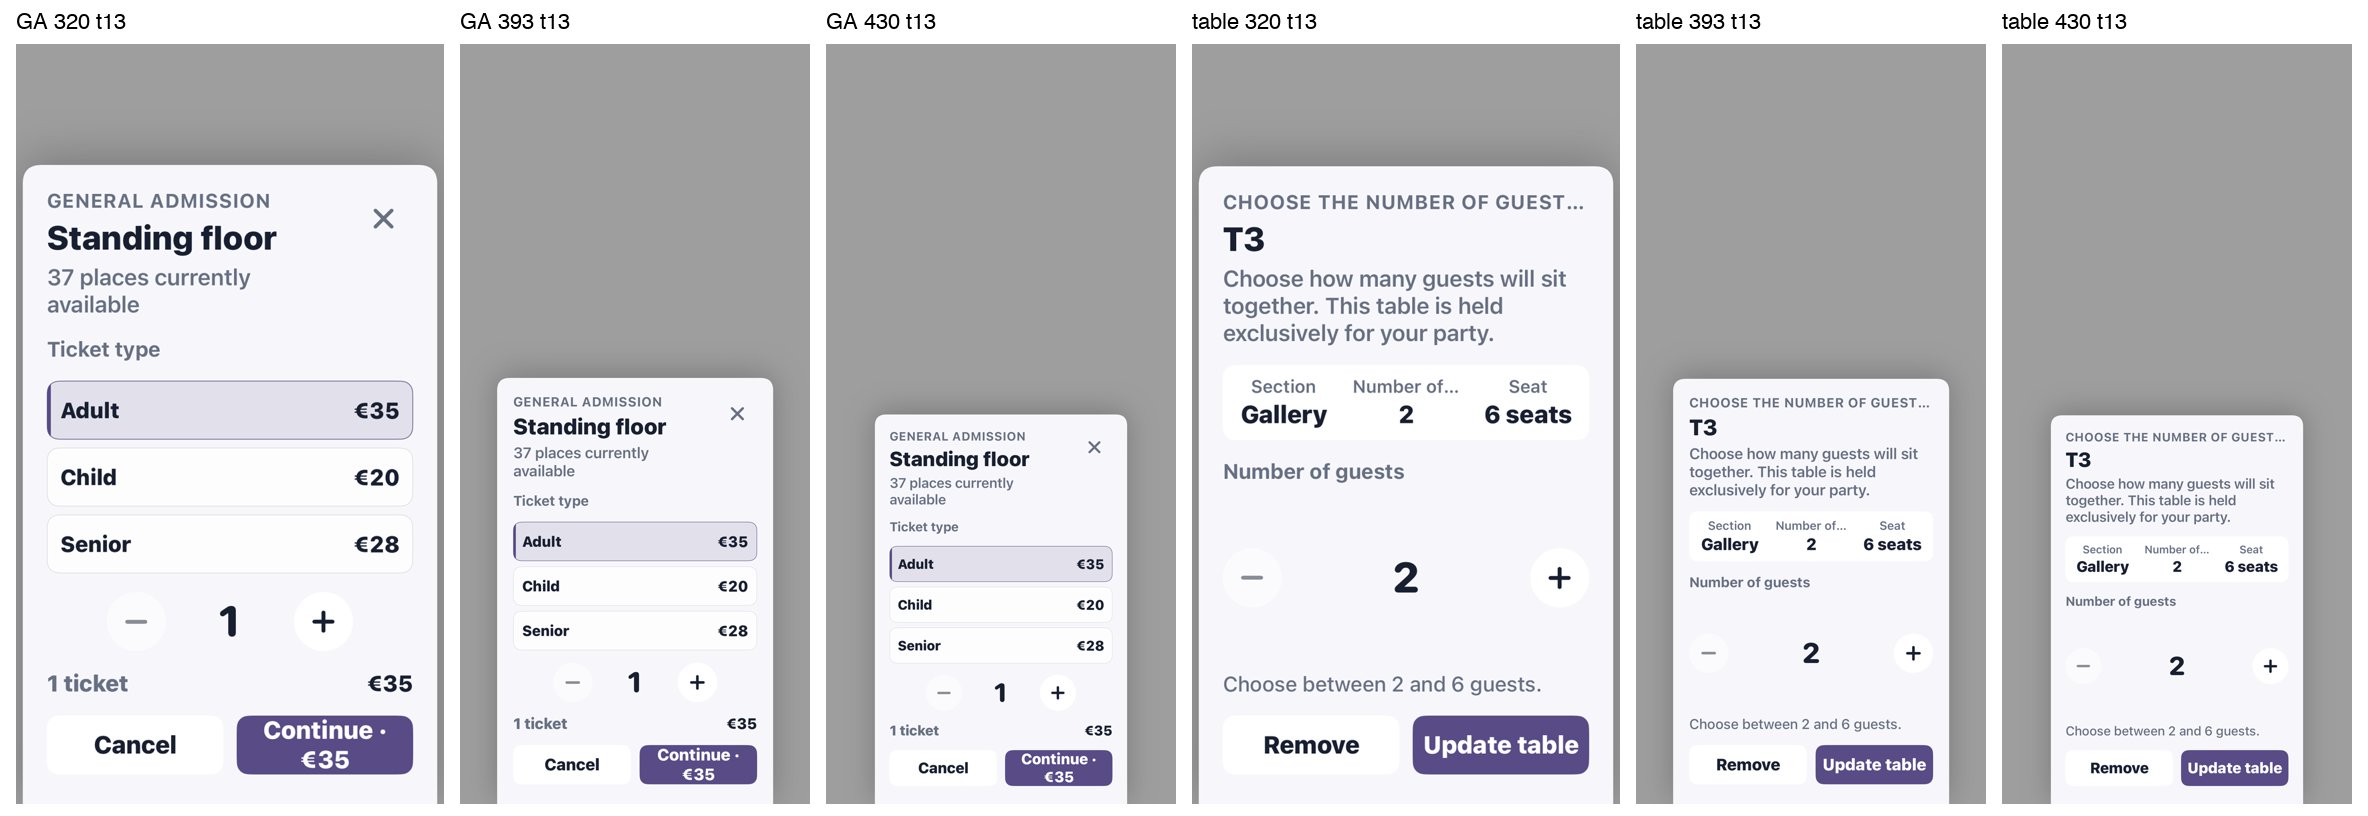 GA 320 t13
GENERAL ADMISSION
Standing floor
37 places currently
available
Ticket type
Adult €35
Child €20
Senior €28
1
1 ticket €35
Cancel
Continue ·
€35
GA 393 t13
GENERAL ADMISSION
Standing floor
37 places currently
available
Ticket type
Adult €35
Child €20
Senior €28
1
1 ticket €35
Cancel
Continue ·
€35
GA 430 t13
GENERAL ADMISSION
Standing floor
37 places currently
available
Ticket type
Adult €35
Child €20
Senior €28
1
1 ticket €35
Cancel
Continue ·
€35
table 320 t13
CHOOSE THE NUMBER OF GUEST...
T3
Choose how many guests will sit
together. This table is held
exclusively for your party.
Section Number of... Seat
Gallery 2 6 seats
Number of guests
2
Choose between 2 and 6 guests.
Remove Update table
table 393 t13
CHOOSE THE NUMBER OF GUEST...
T3
Choose how many guests will sit
together. This table is held
exclusively for your party.
Section Number of... Seat
Gallery 2 6 seats
Number of guests
2
Choose between 2 and 6 guests.
Remove Update table
table 430 t13
CHOOSE THE NUMBER OF GUEST...
T3
Choose how many guests will sit
together. This table is held
exclusively for your party.
Section Number of... Seat
Gallery 2 6 seats
Number of guests
2
Choose between 2 and 6 guests.
Remove Update table